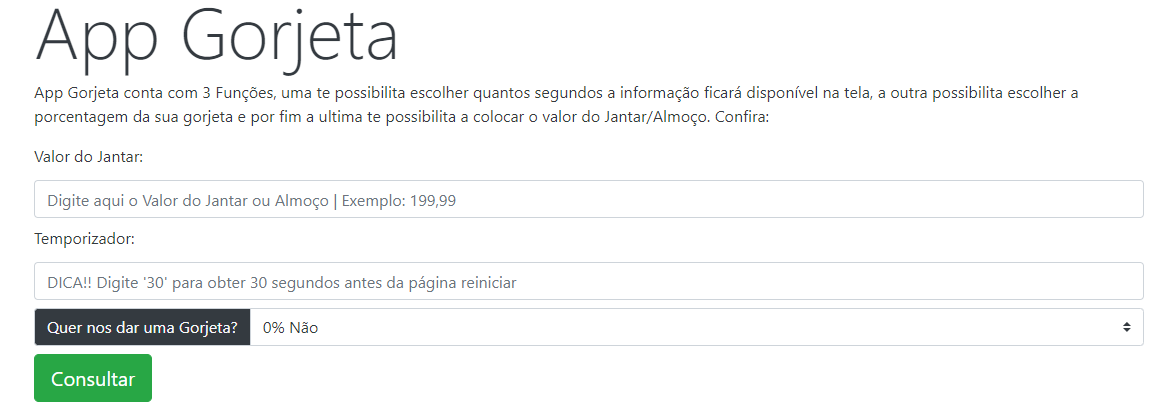 App Gorjeta
App Gorjeta conta com 3 Funções, uma te possibilita escolher quantos segundos a informação ficará disponível na tela, a outra possibilita escolher a
porcentagem da sua gorjeta e por fim a ultima te possibilita a colocar o valor do Jantar/Almoço. Confira:
Valor do Jantar:
Digite aqui o Valor do Jantar ou Almoço | Exemplo: 199,99
Temporizador:
DICA!! Digite '30' para obter 30 segundos antes da página reiniciar
Quer nos dar uma Gorjeta? 0% Não
Consultar